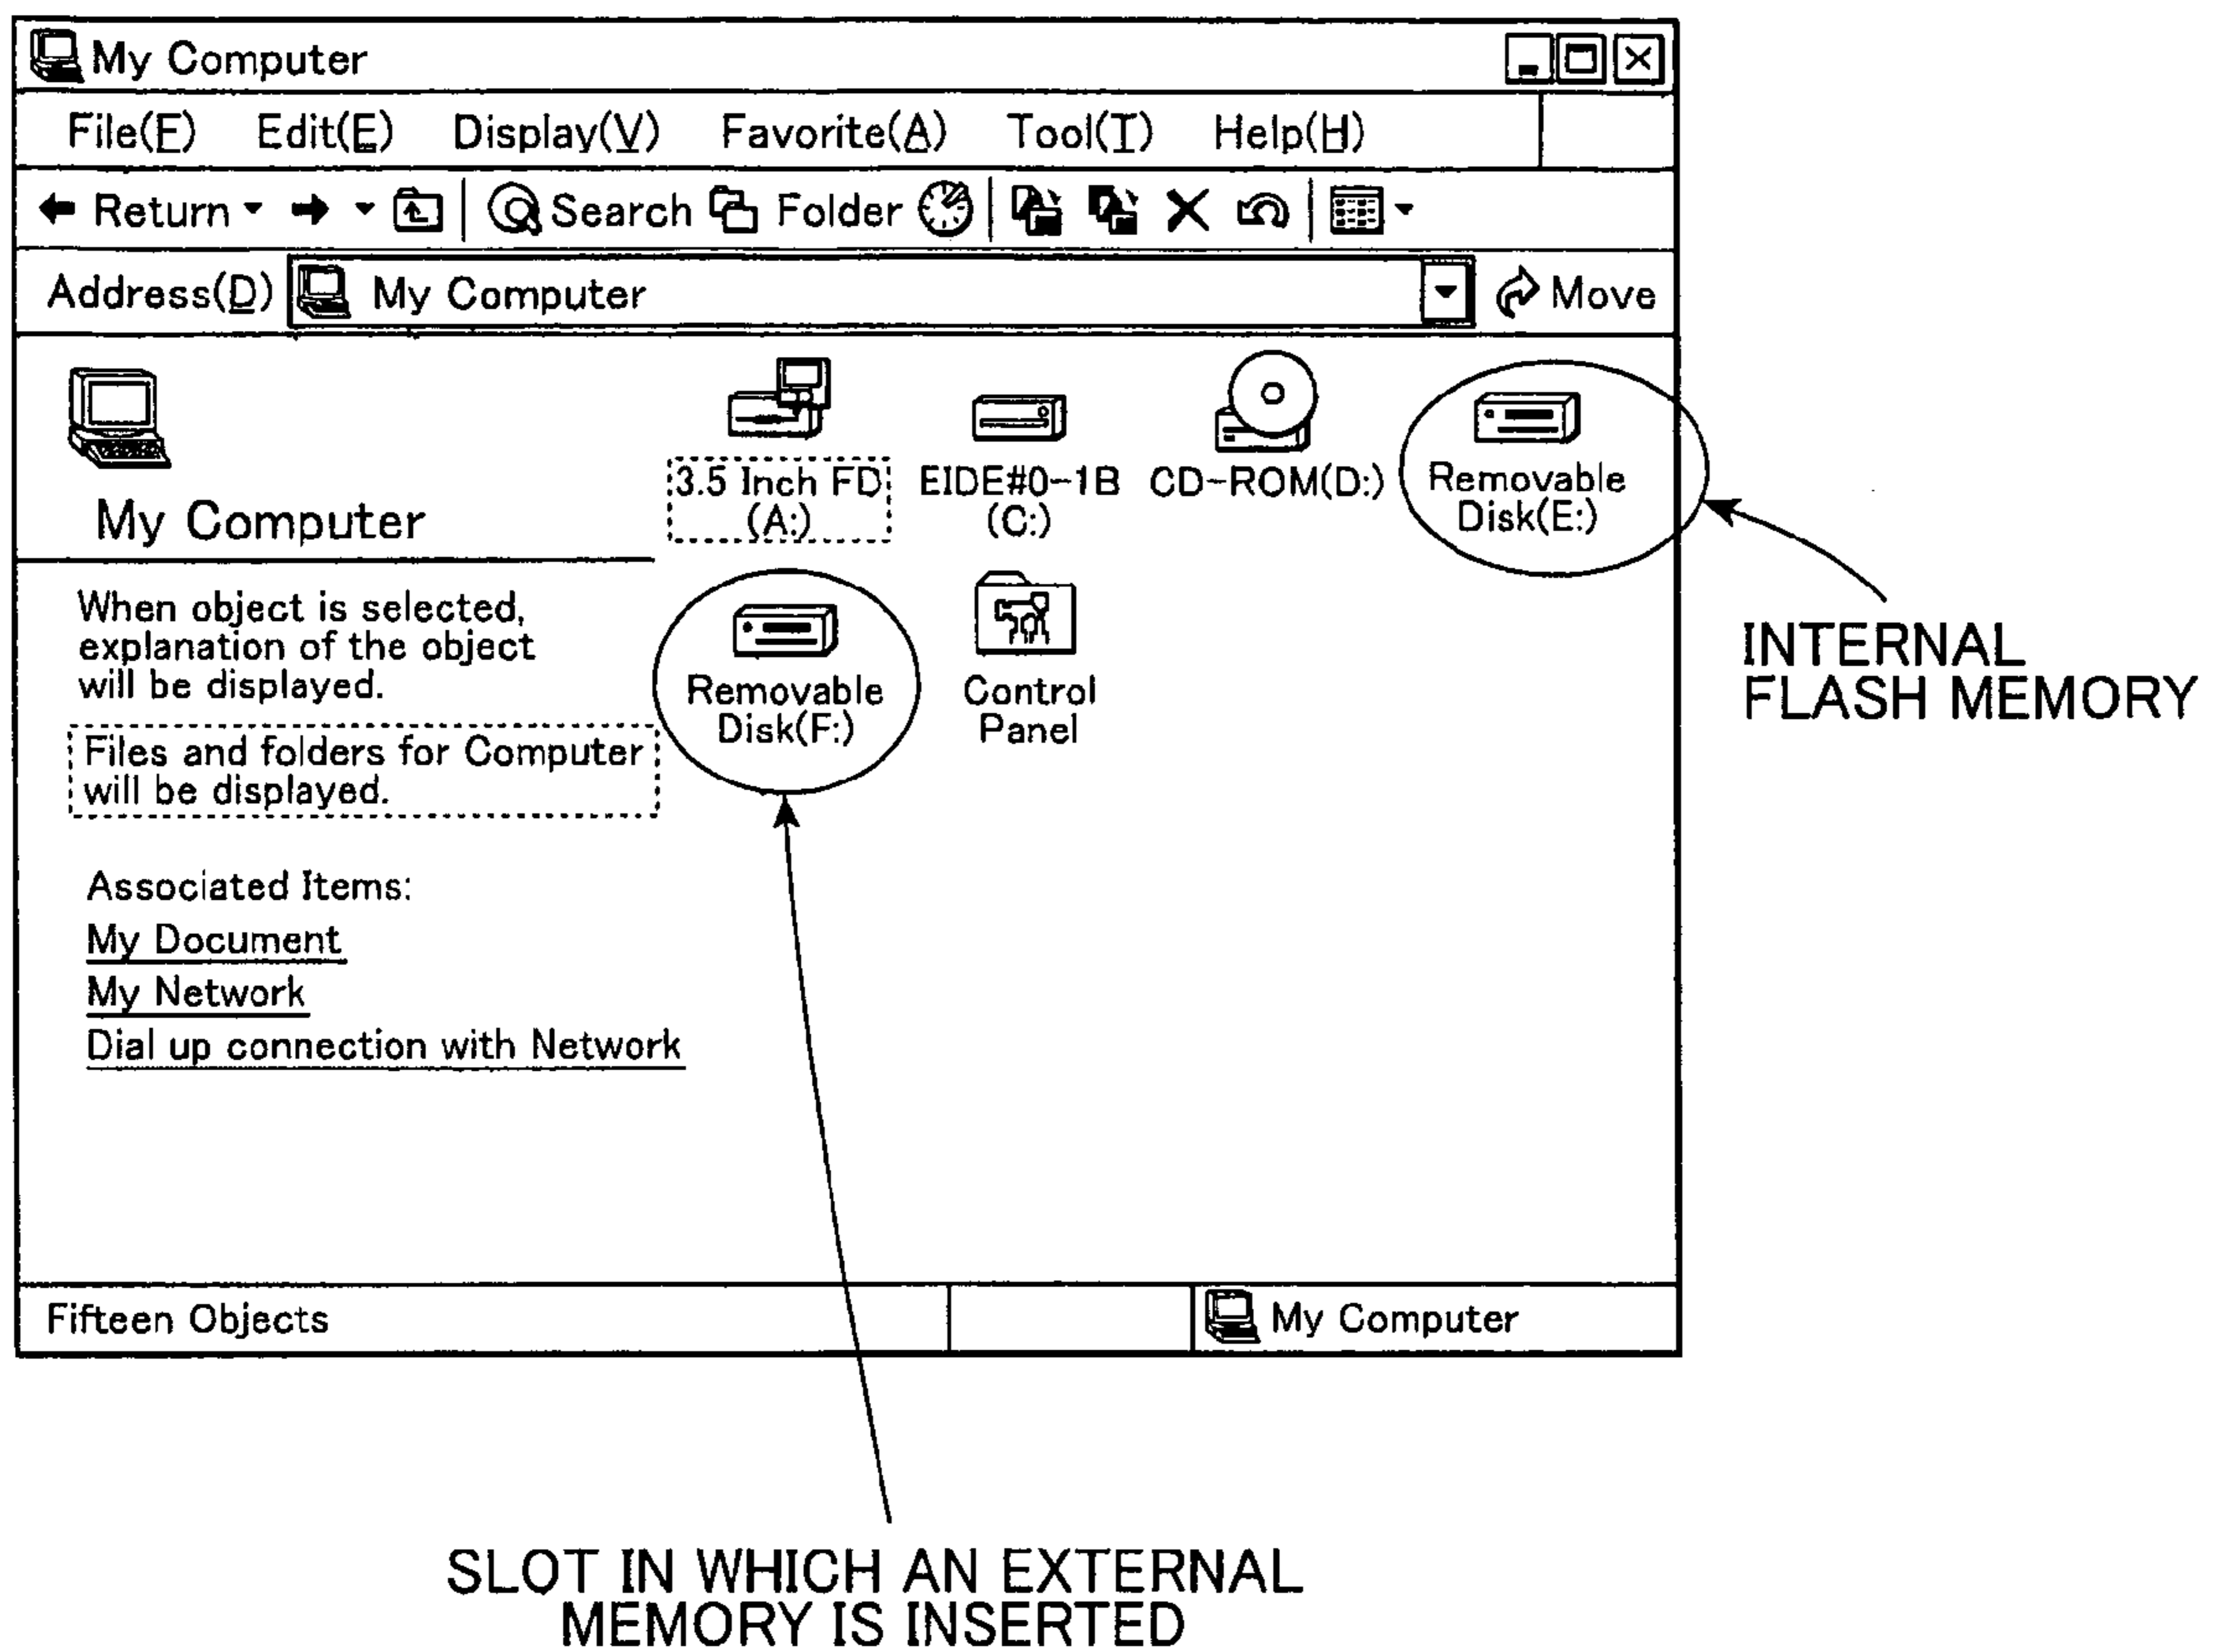 My Computer
File(F) Edit(E) Display(V) Favorite(A) Tool(T) Help(H)
Return Search Folder
Address(D) My Computer Move
My Computer
When object is selected,
explanation of the object
will be displayed.
Files and folders for Computer
will be displayed.
Associated Items:
My Document
My Network
Dial up connection with Network
3.5 Inch FD
(A:)
EIDE#0-1B
(C:)
CD-ROM(D:)
Removable
Disk(E:)
Removable
Disk(F:)
Control
Panel
INTERNAL
FLASH MEMORY
Fifteen Objects
My Computer
SLOT IN WHICH AN EXTERNAL
MEMORY IS INSERTED